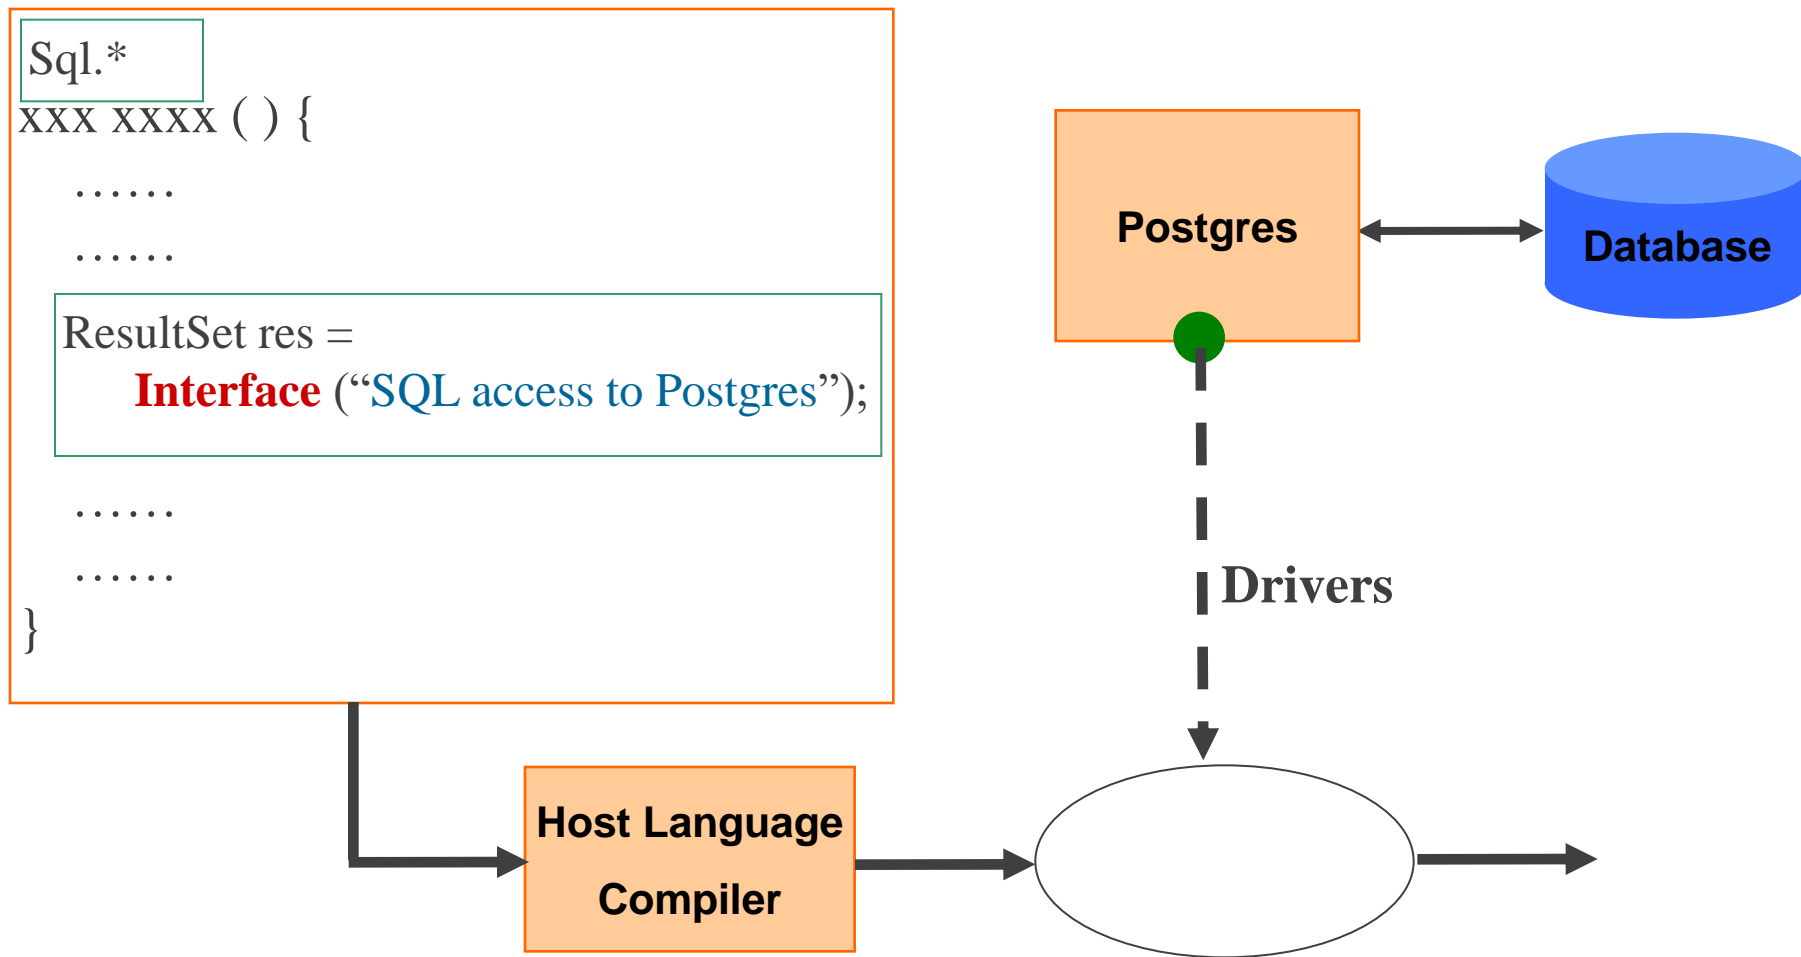 Sql.*
xxx xxxx ( ) {
……
……
ResultSet res =
Interface (“SQL access to Postgres”);
……
……
}
Postgres
Database
Drivers
Host Language
Compiler